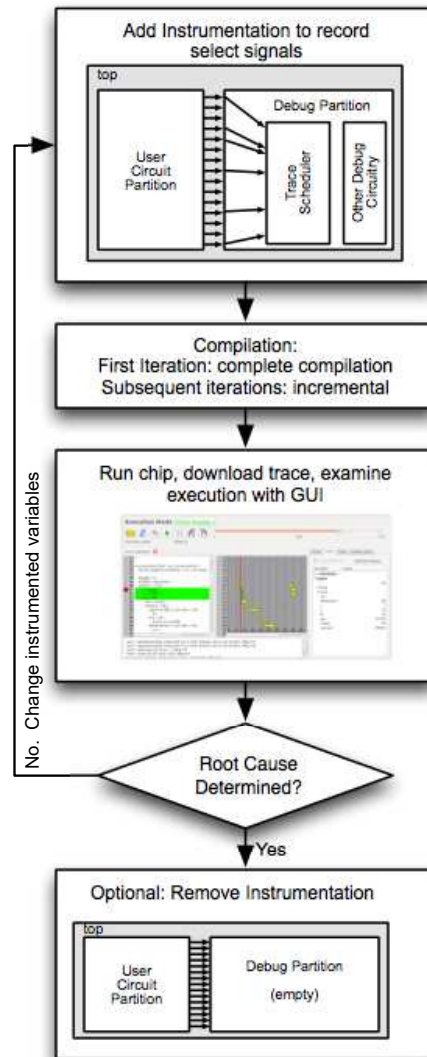 Add Instrumentation to record
select signals
top
User
Circuit
Partition
Debug Partition
Trace
Scheduler
Other Debug
Circuitry
Compilation:
First Iteration: complete compilation
Subsequent iterations: incremental
Run chip, download trace, examine
execution with GUI
No. Change instrumented variables
Root Cause
Determined?
Yes
Optional: Remove Instrumentation
top
User
Circuit
Partition
Debug Partition
(empty)